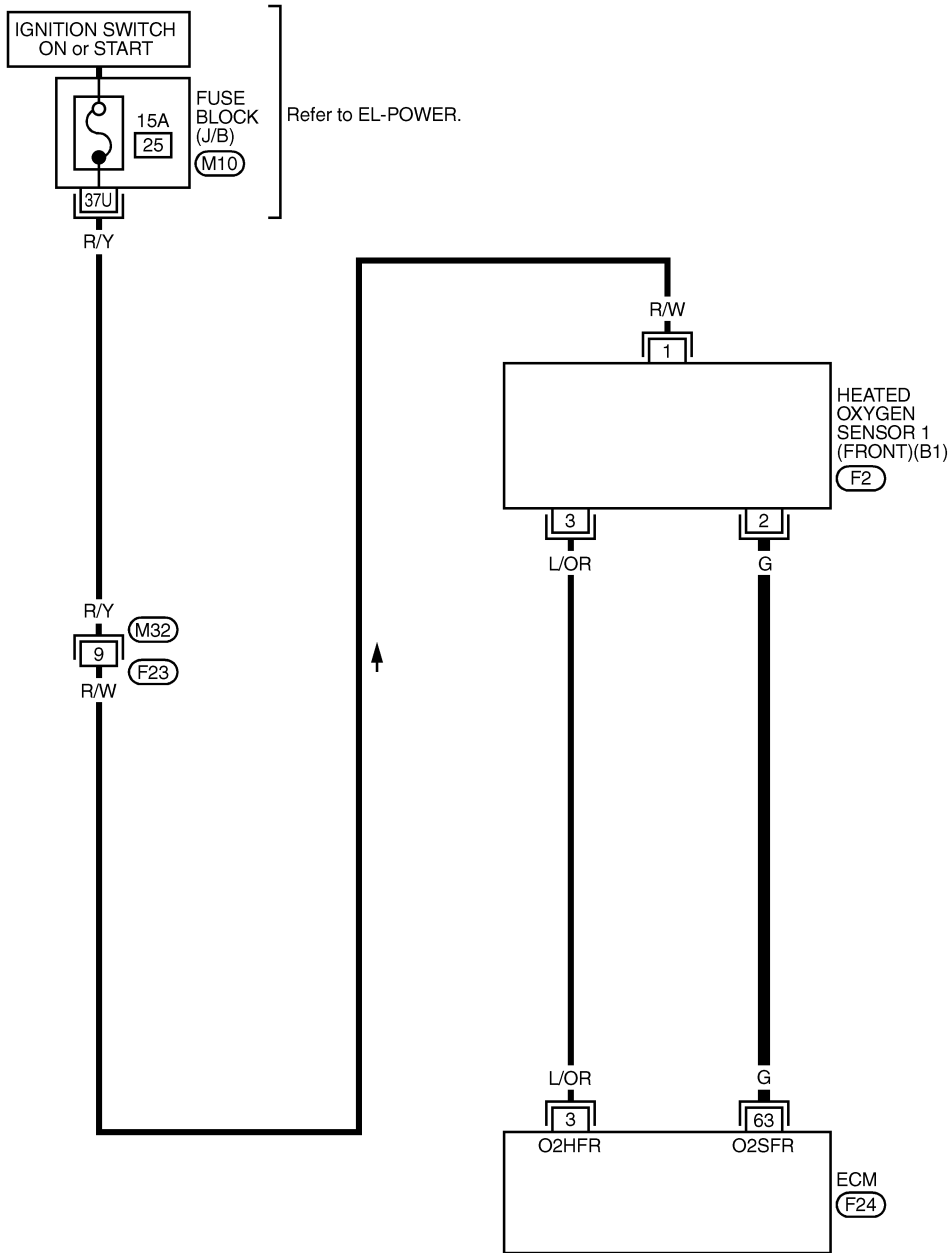 IGNITION SWITCH
ON or START
15A
25
FUSE
BLOCK
(J/B)
M10
Refer to EL-POWER.
37U
R/Y
R/W
1
HEATED
OXYGEN
SENSOR 1
(FRONT)(B1)
F2
3
2
L/OR
G
R/Y
M32
9
F23
R/W
L/OR
G
3
63
O2HFR
O2SFR
ECM
F24